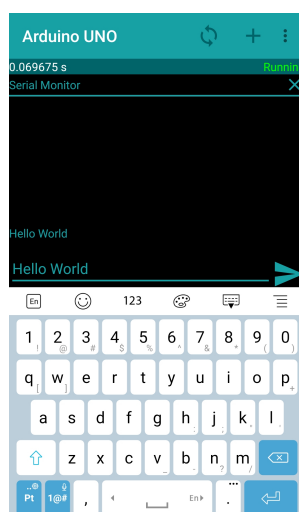 Arduino UNO
0.069675 s Runnin
Serial Monitor
Hello World
Hello World
En 123
1 ! 2 @ 3 # 4 $ 5 % 6 ^ 7 & 8 * 9 ( 0 )
q [ w ] e r t y u i o p +
a s d f g h ; j , k l
z x c v _ b - n ? m /
Pt 1@# , En .